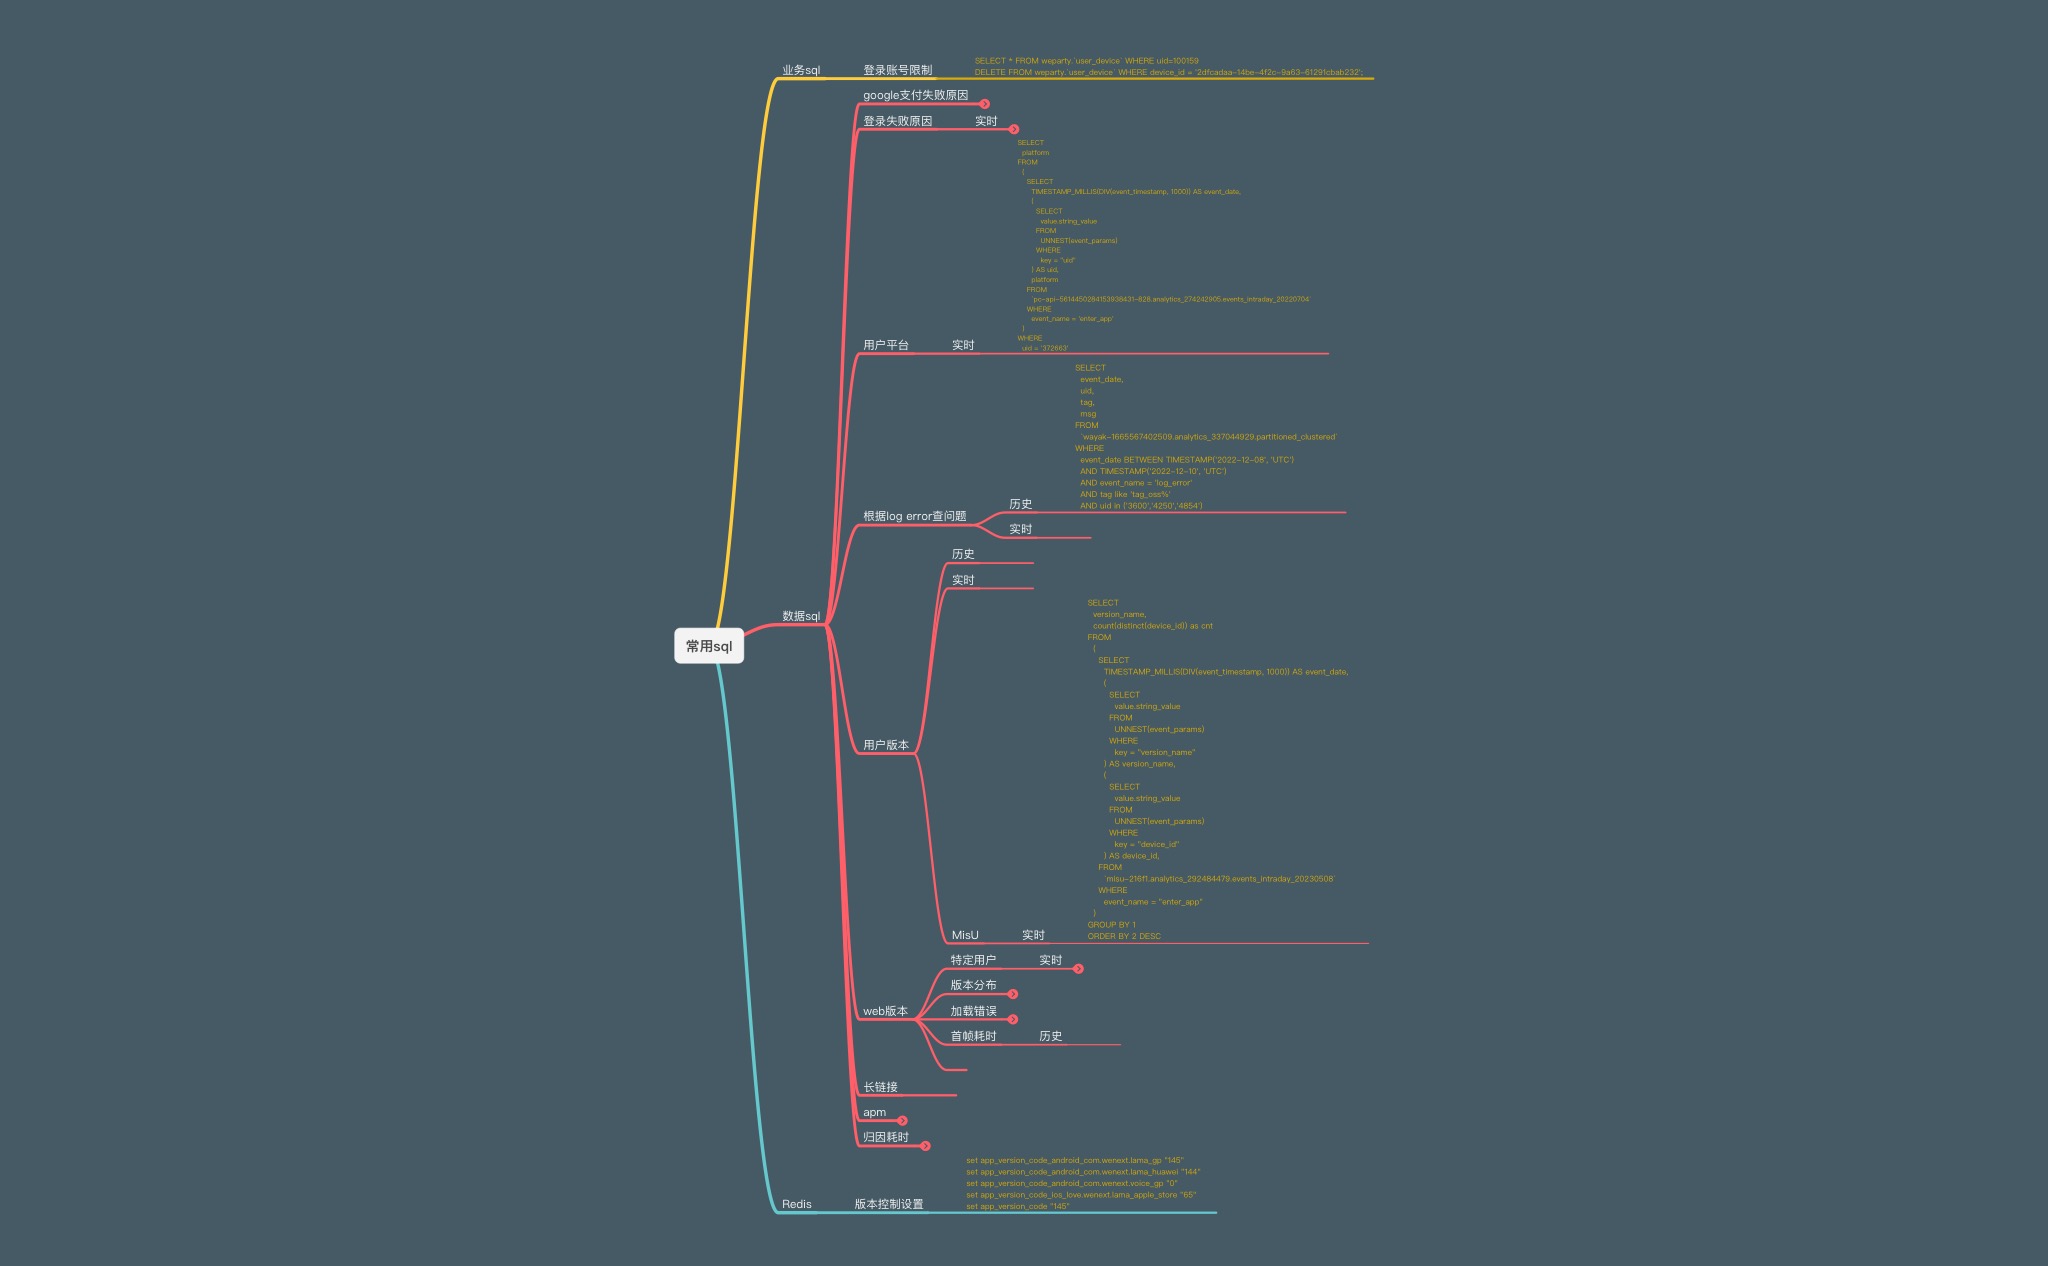 业务sql
登录账号限制
SELECT * FROM weparty.`user_device` WHERE uid=100159
DELETE FROM weparty.`user_device` WHERE device_id = '2dfcadaa-14be-4f2c-9a63-61291cbab232';
google支付失败原因
登录失败原因
实时
SELECT
platform
FROM
(
SELECT
TIMESTAMP_MILLIS(DIV(event_timestamp, 1000)) AS event_date,
(
SELECT
value.string_value
FROM
UNNEST(event_params)
WHERE
key = "uid"
) AS uid,
platform
FROM
`pc-api-5614450284153938431-828.analytics_274242905.events_intraday_20220704`
WHERE
event_name = 'enter_app'
)
WHERE
uid = '372663'
用户平台
实时
SELECT
event_date,
uid,
tag,
msg
FROM
`wayak-1665567402509.analytics_337044929.partitioned_clustered`
WHERE
event_date BETWEEN TIMESTAMP('2022-12-08', 'UTC')
AND TIMESTAMP('2022-12-10', 'UTC')
AND event_name = 'log_error'
AND tag like 'tag_oss%'
AND uid in ('3600','4250','4854')
根据log error查问题
历史
实时
历史
实时
数据sql
常用sql
用户版本
SELECT
version_name,
count(distinct(device_id)) as cnt
FROM
(
SELECT
TIMESTAMP_MILLIS(DIV(event_timestamp, 1000)) AS event_date,
(
SELECT
value.string_value
FROM
UNNEST(event_params)
WHERE
key = "version_name"
) AS version_name,
(
SELECT
value.string_value
FROM
UNNEST(event_params)
WHERE
key = "device_id"
) AS device_id,
FROM
`misu-216f1.analytics_292484479.events_intraday_20230508`
WHERE
event_name = "enter_app"
)
GROUP BY 1
ORDER BY 2 DESC
MisU
实时
web版本
特定用户
实时
版本分布
加载错误
首帧耗时
历史
长链接
apm
归因耗时
Redis
版本控制设置
set app_version_code_android_com.wenext.lama_gp "145"
set app_version_code_android_com.wenext.lama_huawei "144"
set app_version_code_android_com.wenext.voice_gp "0"
set app_version_code_ios_love.wenext.lama_apple_store "65"
set app_version_code "145"